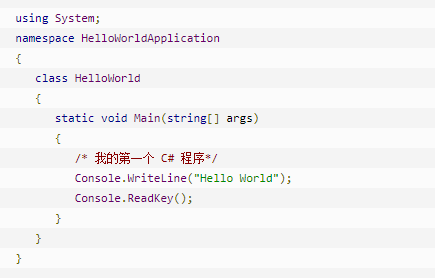 using System;
namespace HelloWorldApplication
{
   class HelloWorld
   {
      static void Main(string[] args)
      {
         /* 我的第一个 C# 程序*/
         Console.WriteLine("Hello World");
         Console.ReadKey();
      }
   }
}